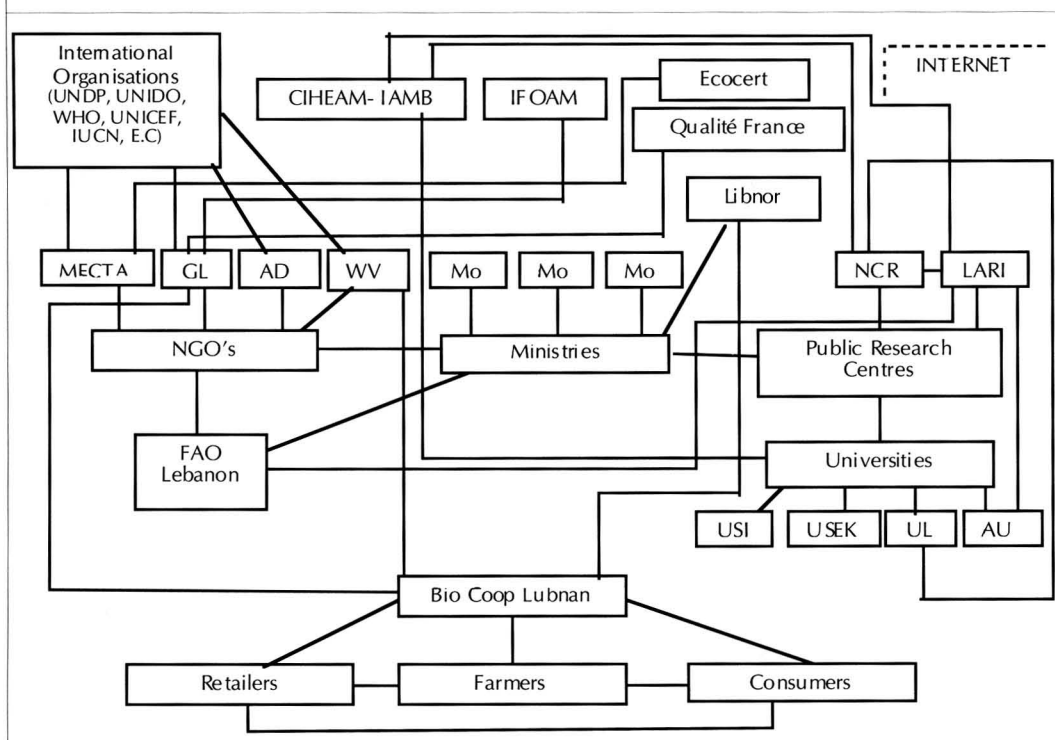 International
Organisations
(UNDP, UNIDO,
WHO, UNICEF,
IUCN, E.C)
CIHEAM- IAMB
IFOAM
Ecocert
INTERNET
Qualité France
Libnor
MECTA
GL
AD
WV
Mo
Mo
Mo
NCR
LARI
NGO's
Ministries
Public Research
Centres
FAO
Lebanon
Universities
USI
USEK
UL
AU
Bio Coop Lubnan
Retailers
Farmers
Consumers